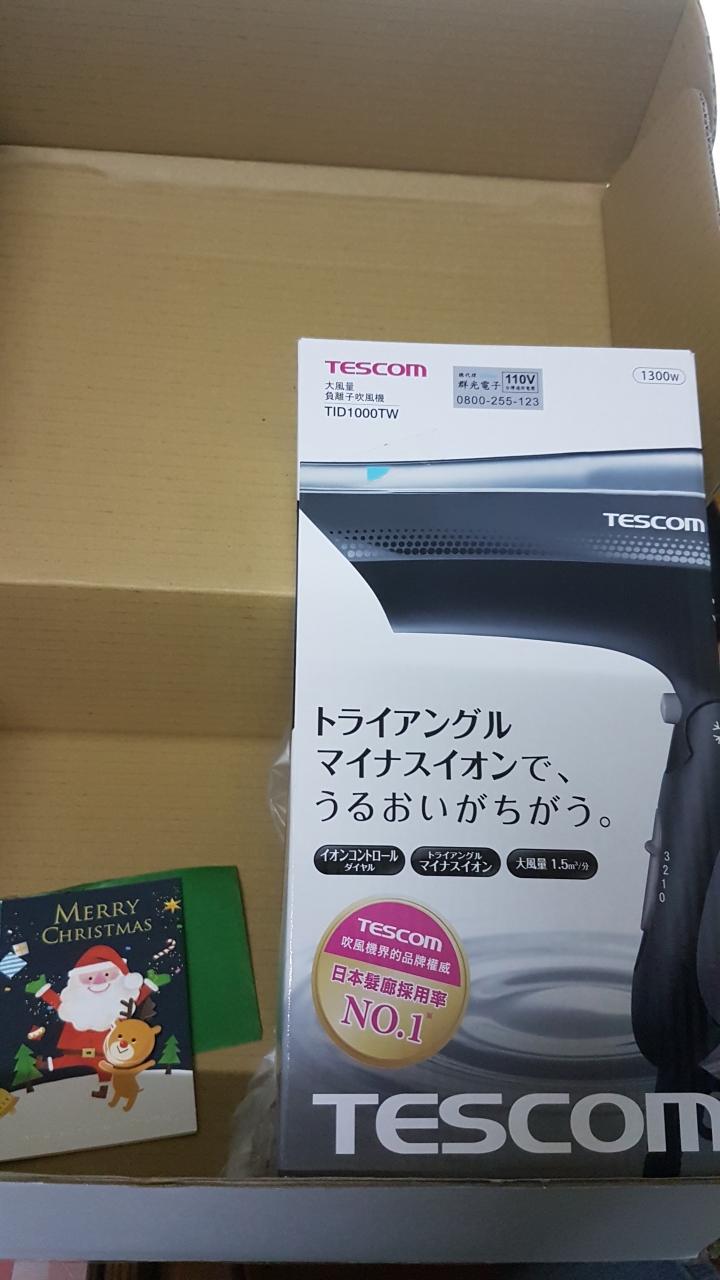 TESCOM
大風量
負離子吹風機
TID1000TW
總代理
群光電子
110V
0800-255-123
1300W
TESCOM
トライアングル
マイナスイオンで、
うるおいがちがう。
イオンコントロール
ダイヤル
トライアングル
マイナスイオン
大風量 1.5m³/分
3
2
1
0
TESCOM
吹風機界的品牌權威
日本髮廊採用率
NO.1※
TESCOM
MERRY
CHRISTMAS